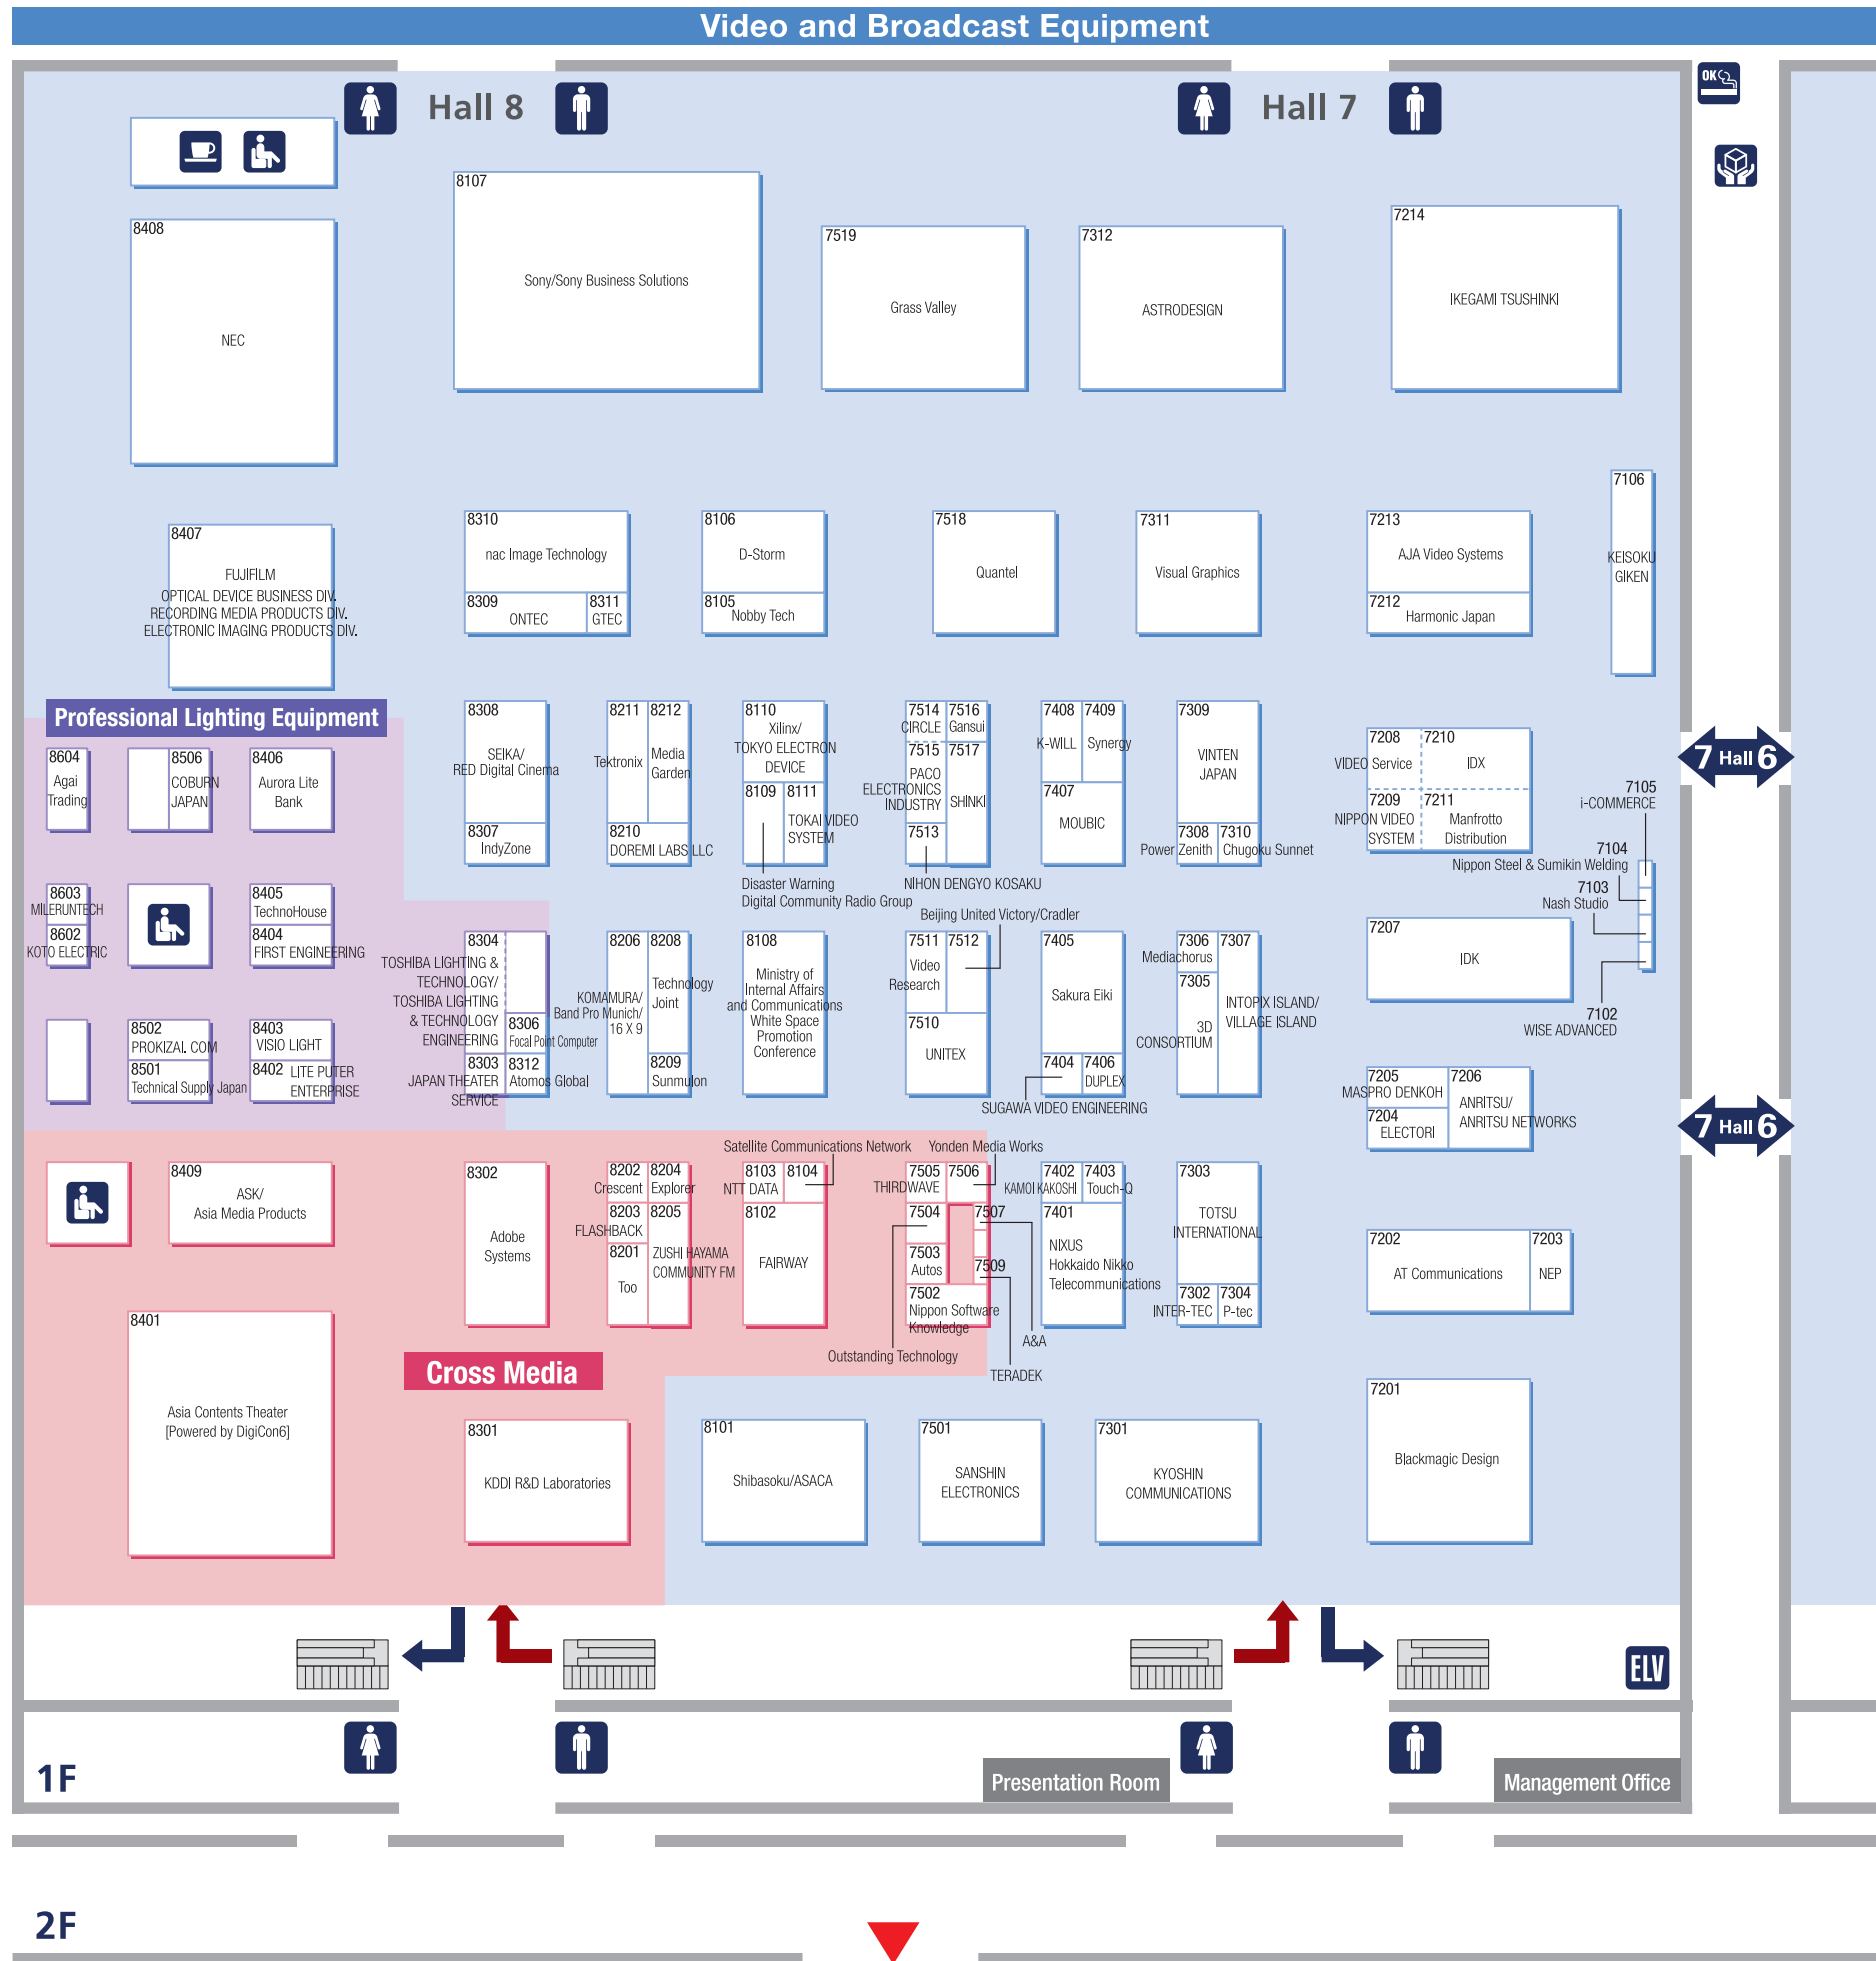 Video and Broadcast Equipment
Hall 8
Hall 7
OK
8408
NEC
8107
Sony/Sony Business Solutions
7519
Grass Valley
7312
ASTRODESIGN
7214
IKEGAMI TSUSHINKI
7106
KEISOKU
GIKEN
8407
FUJIFILM
OPTICAL DEVICE BUSINESS DIV.
RECORDING MEDIA PRODUCTS DIV.
ELECTRONIC IMAGING PRODUCTS DIV.
8310
nac Image Technology
8309
ONTEC
8311
GTEC
8106
D-Storm
8105
Nobby Tech
7518
Quantel
7311
Visual Graphics
7213
AJA Video Systems
7212
Harmonic Japan
Professional Lighting Equipment
8604
Agai
Trading
8506
COBURN
JAPAN
8406
Aurora Lite
Bank
8308
SEIKA/
RED Digital Cinema
8307
IndyZone
8211
Tektronix
8212
Media
Garden
8210
DOREMI LABS LLC
8110
Xilinx/
TOKYO ELECTRON
DEVICE
8109
8111
TOKAI VIDEO
SYSTEM
Disaster Warning
Digital Community Radio Group
7514
CIRCLE
7516
Gansui
7515
PACO
ELECTRONICS
INDUSTRY
7517
SHINKI
7513
NIHON DENGYO KOSAKU
7408
K-WILL
7409
Synergy
7407
MOUBIC
7309
VINTEN
JAPAN
7308
Power Zenith
7310
Chugoku Sunnet
7208
VIDEO Service
7210
IDX
7209
NIPPON VIDEO
SYSTEM
7211
Manfrotto
Distribution
7 Hall 6
7105
i-COMMERCE
7104
Nippon Steel & Sumikin Welding
7103
Nash Studio
7102
WISE ADVANCED
8603
MILERUNTECH
8602
KOTO ELECTRIC
8405
TechnoHouse
8404
FIRST ENGINEERING
8304
TOSHIBA LIGHTING &
TECHNOLOGY/
TOSHIBA LIGHTING
& TECHNOLOGY
ENGINEERING
8306
Focal Point Computer
8303
JAPAN THEATER
SERVICE
8312
Atomos Global
8206
KOMAMURA/
Band Pro Munich/
16 X 9
8208
Technology
Joint
8209
Sunmulon
8108
Ministry of
Internal Affairs
and Communications
White Space
Promotion
Conference
Beijing United Victory/Cradler
7511
Video
Research
7512
7510
UNITEX
7405
Sakura Eiki
7404
7406
DUPLEX
SUGAWA VIDEO ENGINEERING
7306
Mediachorus
7307
INTOPIX ISLAND/
VILLAGE ISLAND
7305
3D
CONSORTIUM
7207
IDK
8502
PROKIZAI. COM
8501
Technical Supply Japan
8403
VISIO LIGHT
8402
LITE PUTER
ENTERPRISE
7205
MASPRO DENKOH
7204
ELECTORI
7206
ANRITSU/
ANRITSU NETWORKS
7 Hall 6
8409
ASK/
Asia Media Products
8302
Adobe
Systems
8202
Crescent
8204
Explorer
8203
FLASHBACK
8205
ZUSHI HAYAMA
COMMUNITY FM
8201
Too
Satellite Communications Network
8103
NTT DATA
8104
8102
FAIRWAY
Yonden Media Works
7505
THIRDWAVE
7506
7504
7507
7503
Autos
7509
7502
Nippon Software
Knowledge
A&A
Outstanding Technology
TERADEK
7402
KAMOI KAKOSHI
7403
Touch-Q
7401
NIXUS
Hokkaido Nikko
Telecommunications
7303
TOTSU
INTERNATIONAL
7302
INTER-TEC
7304
P-tec
7202
AT Communications
7203
NEP
8401
Asia Contents Theater
[Powered by DigiCon6]
Cross Media
8301
KDDI R&D Laboratories
8101
Shibasoku/ASACA
7501
SANSHIN
ELECTRONICS
7301
KYOSHIN
COMMUNICATIONS
7201
Blackmagic Design
ELV
1F
Presentation Room
Management Office
2F